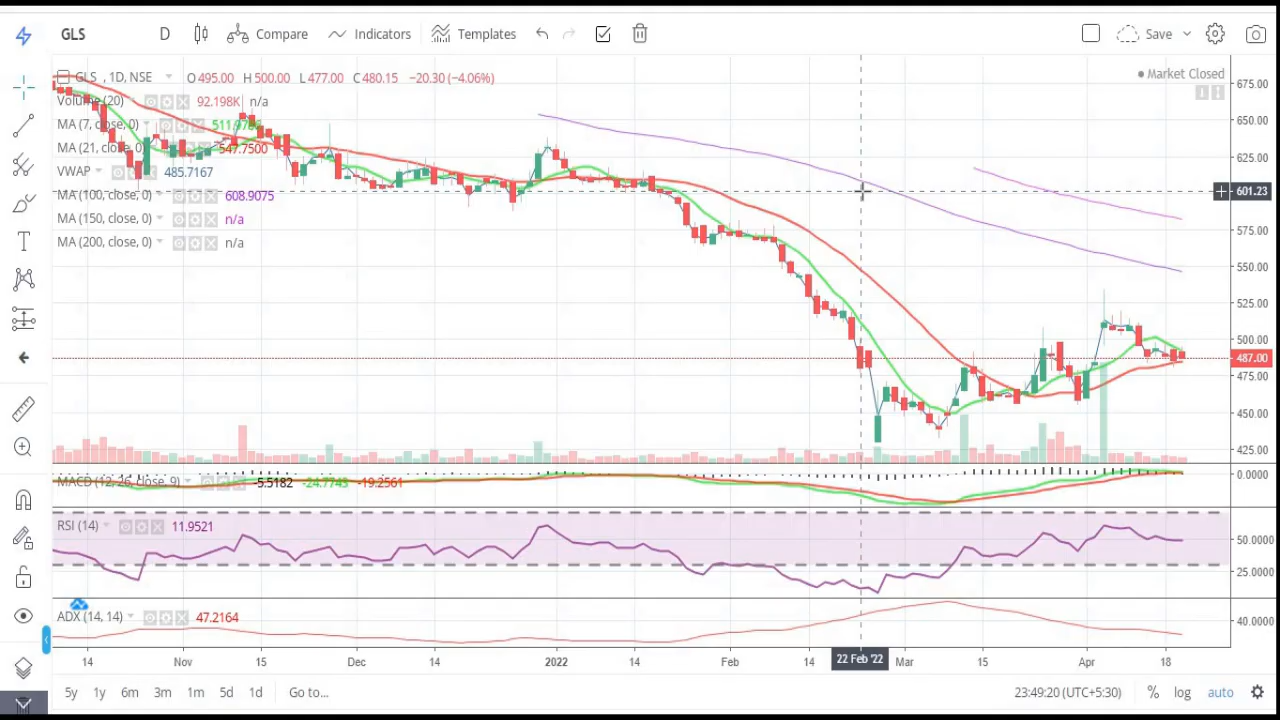 GLS D Compare Indicators Templates Save
GLS , 1D, NSE O 495.00 H 500.00 L 477.00 C 480.15 −20.30 (−4.06%)
Market Closed
Volume (20) 92.198K n/a
MA (7, close, 0)
MA (21, close, 0) 547.7500
VWAP 485.7167
MA (100, close, 0) 608.9075
MA (150, close, 0) n/a
MA (200, close, 0) n/a
675.00
650.00
625.00
601.23
575.00
550.00
525.00
500.00
487.00
475.00
450.00
425.00
MACD (12, 26, close, 9) -5.5182 -24.7743 -19.2561
0.0000
RSI (14) 11.9521
50.0000
25.0000
ADX (14, 14) 47.2164
40.0000
14 Nov 15 Dec 14 2022 14 Feb 14 22 Feb '22 Mar 15 Apr 18
5y 1y 6m 3m 1m 5d 1d Go to... 23:49:20 (UTC+5:30) % log auto